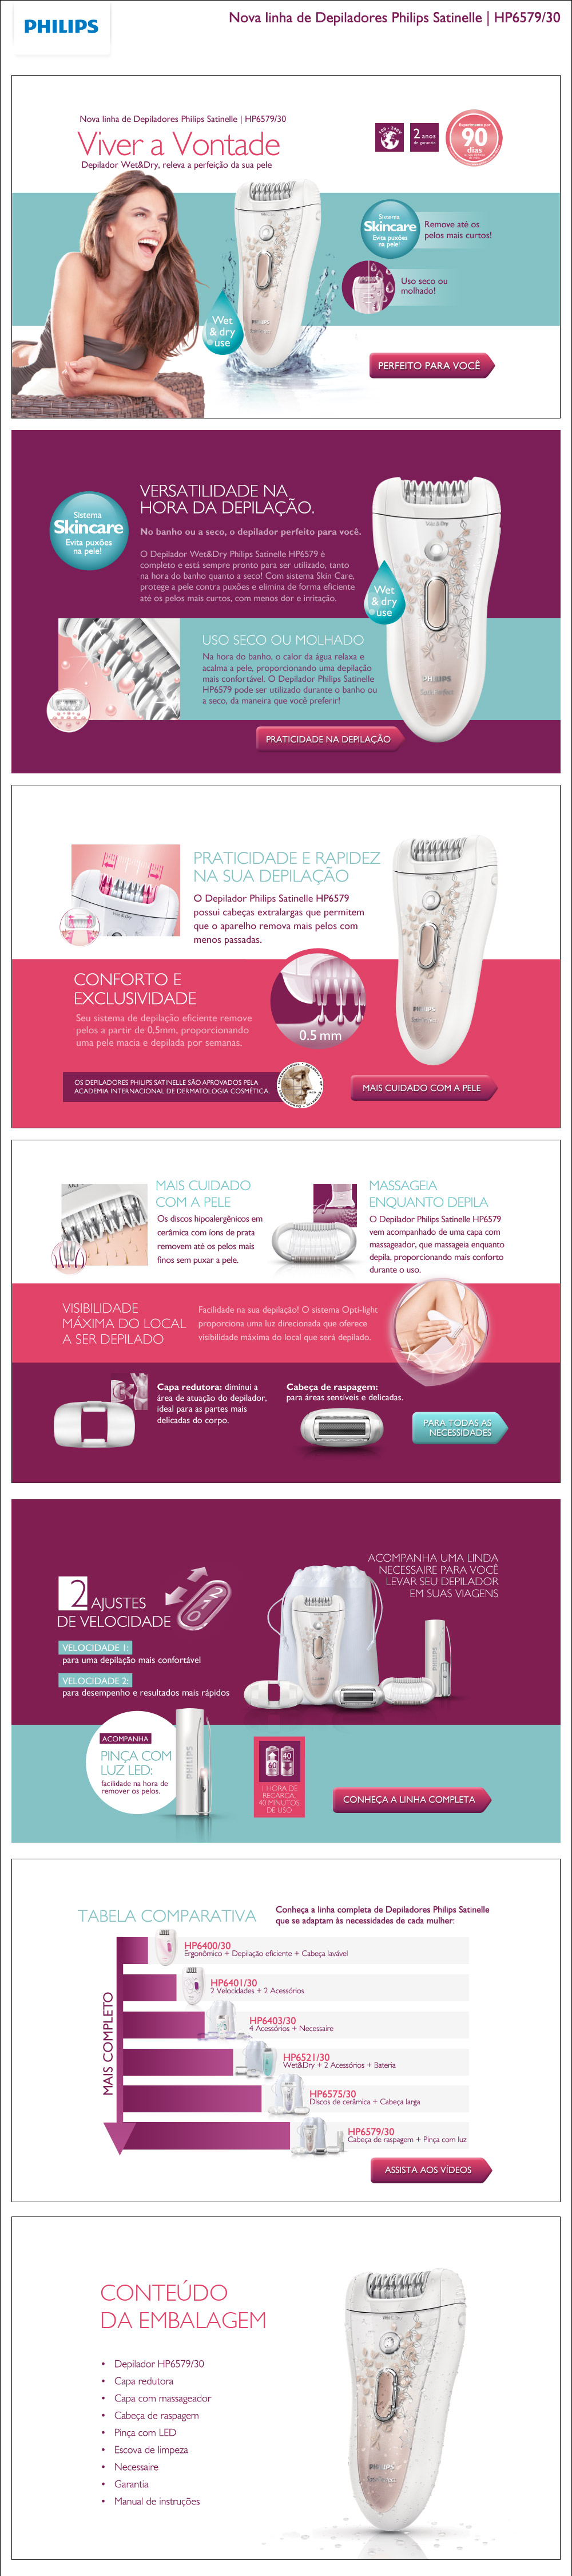 PHILIPS
Nova linha de Depiladores Philips Satinelle | HP6579/30
Nova linha de Depiladores Philips Satinelle | HP6579/30
Viver a Vontade
Depilador Wet&Dry, releva a perfeição da sua pele
2 anos
de garantia
90
dias
Sistema
Skincare
Evita puxões
na pele!
Remove até os
pelos mais curtos!
Uso seco ou
molhado!
Wet
& dry
use
PERFEITO PARA VOCÊ
Sistema
Skincare
Evita puxões
na pele!
VERSATILIDADE NA
HORA DA DEPILAÇÃO.
No banho ou a seco, o depilador perfeito para você.
O Depilador Wet&Dry Philips Satinelle HP6579 é
completo e está sempre pronto para ser utilizado, tanto
na hora do banho quanto a seco! Com sistema Skin Care,
protege a pele contra puxões e elimina de forma eficiente
até os pelos mais curtos, com menos dor e irritação.
Wet & Dry
Wet
& dry
use
USO SECO OU MOLHADO
Na hora do banho, o calor da água relaxa e
acalma a pele, proporcionando uma depilação
mais confortável. O Depilador Philips Satinelle
HP6579 pode ser utilizado durante o banho ou
a seco, da maneira que você preferir!
PHILIPS
PRATICIDADE NA DEPILAÇÃO
PRATICIDADE E RAPIDEZ
NA SUA DEPILAÇÃO
O Depilador Philips Satinelle HP6579
possui cabeças extralargas que permitem
que o aparelho remova mais pelos com
menos passadas.
Wet & Dry
CONFORTO E
EXCLUSIVIDADE
Seu sistema de depilação eficiente remove
pelos a partir de 0,5mm, proporcionando
uma pele macia e depilada por semanas.
0.5 mm
PHILIPS
OS DEPILADORES PHILIPS SATINELLE SÃO APROVADOS PELA
ACADEMIA INTERNACIONAL DE DERMATOLOGIA COSMÉTICA.
MAIS CUIDADO COM A PELE
MAIS CUIDADO
COM A PELE
Os discos hipoalergênicos em
cerâmica com íons de prata
removem até os pelos mais
finos sem puxar a pele.
MASSAGEIA
ENQUANTO DEPILA
O Depilador Philips Satinelle HP6579
vem acompanhado de uma capa com
massageador, que massageia enquanto
depila, proporcionando mais conforto
durante o uso.
VISIBILIDADE
MÁXIMA DO LOCAL
A SER DEPILADO
Facilidade na sua depilação! O sistema Opti-light
proporciona uma luz direcionada que oferece
visibilidade máxima do local que será depilado.
Capa redutora: diminui a
área de atuação do depilador,
ideal para as partes mais
delicadas do corpo.
Cabeça de raspagem:
para áreas sensíveis e delicadas.
PARA TODAS AS
NECESSIDADES
2 AJUSTES
DE VELOCIDADE
2 1 0
VELOCIDADE 1:
para uma depilação mais confortável
VELOCIDADE 2:
para desempenho e resultados mais rápidos
ACOMPANHA UMA LINDA
NECESSAIRE PARA VOCÊ
LEVAR SEU DEPILADOR
EM SUAS VIAGENS
ACOMPANHA
PINÇA COM
LUZ LED:
facilidade na hora de
remover os pelos.
PHILIPS
60
40
1 HORA DE
RECARGA,
40 MINUTOS
DE USO
CONHEÇA A LINHA COMPLETA
TABELA COMPARATIVA
Conheça a linha completa de Depiladores Philips Satinelle
que se adaptam às necessidades de cada mulher:
MAIS COMPLETO
HP6400/30
Ergonômico + Depilação eficiente + Cabeça lavável
HP6401/30
2 Velocidades + 2 Acessórios
HP6403/30
4 Acessórios + Necessaire
HP6521/30
Wet&Dry + 2 Acessórios + Bateria
HP6575/30
Discos de cerâmica + Cabeça larga
HP6579/30
Cabeça de raspagem + Pinça com luz
ASSISTA AOS VÍDEOS
CONTEÚDO
DA EMBALAGEM
• Depilador HP6579/30
• Capa redutora
• Capa com massageador
• Cabeça de raspagem
• Pinça com LED
• Escova de limpeza
• Necessaire
• Garantia
• Manual de instruções
PHILIPS